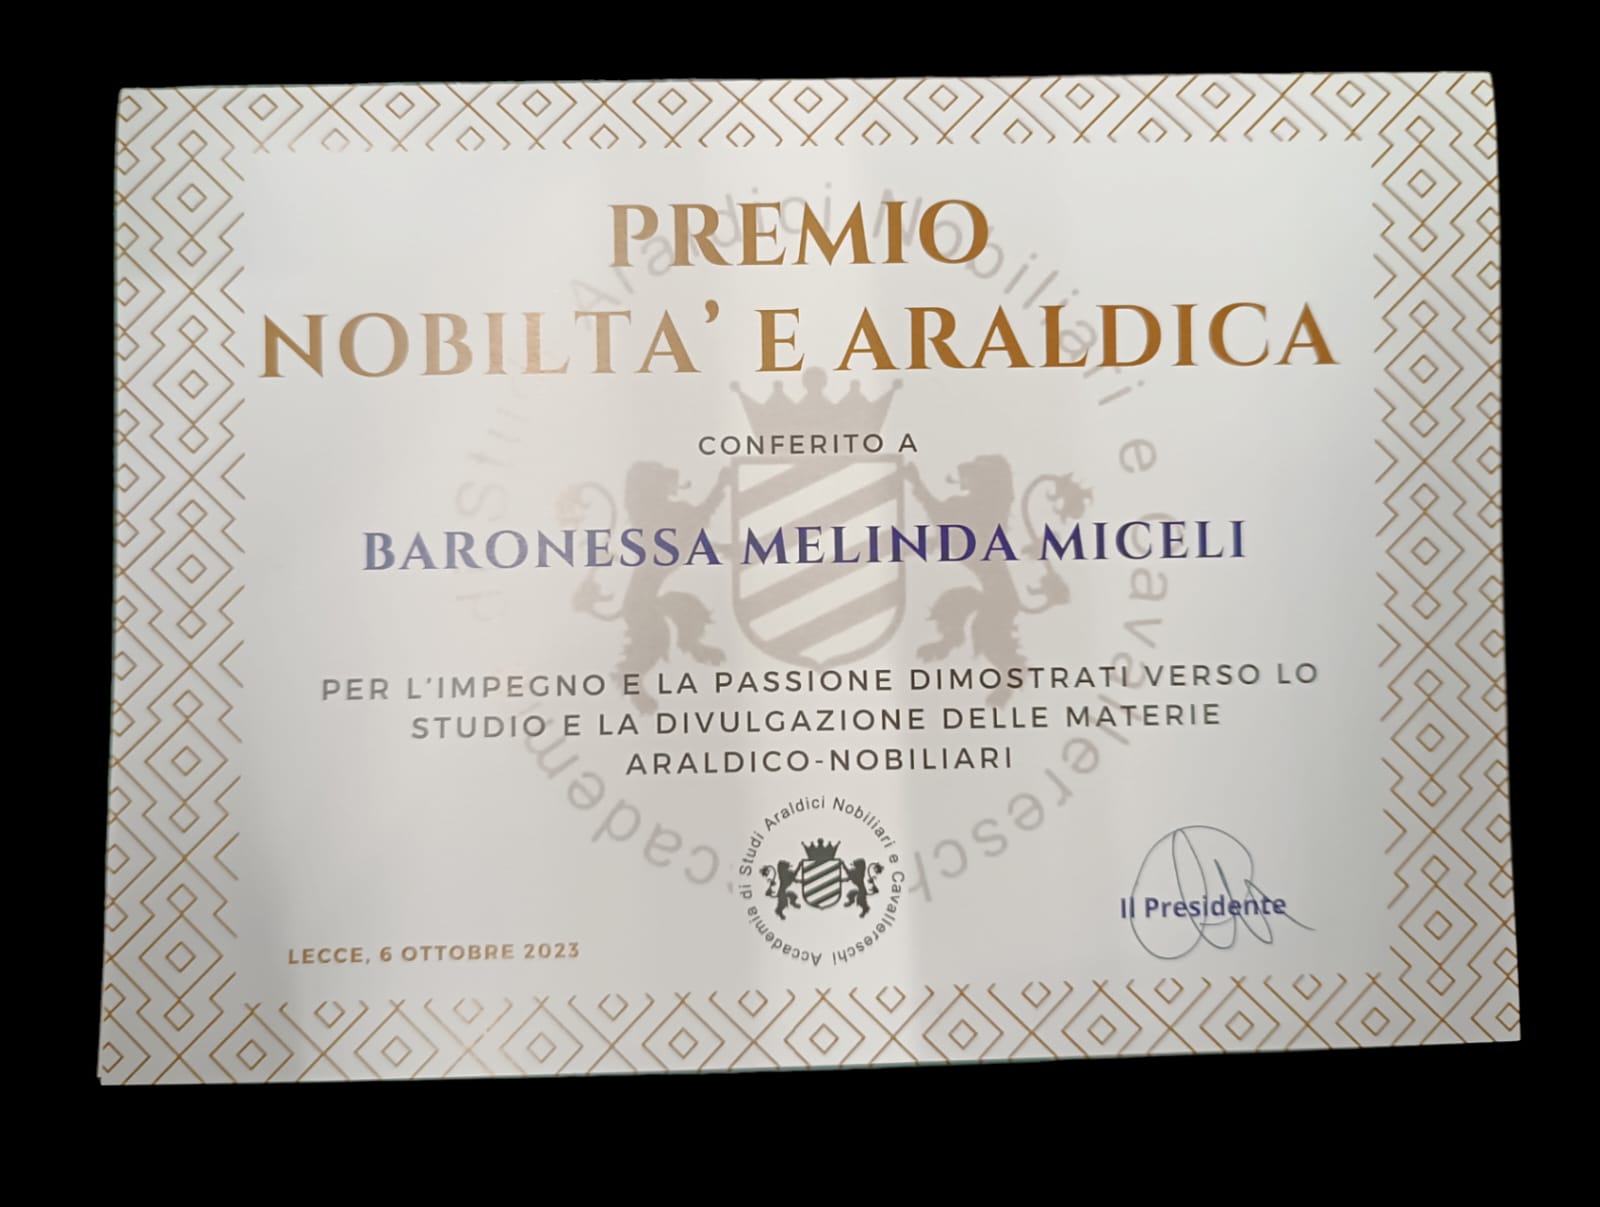 PREMIO
NOBILTA' E ARALDICA
CONFERITO A
BARONESSA MELINDA MICELI
PER L'IMPEGNO E LA PASSIONE DIMOSTRATI VERSO LO
STUDIO E LA DIVULGAZIONE DELLE MATERIE
ARALDICO-NOBILIARI
Accademia di Studi Araldici Nobiliari e Cavallereschi
Il Presidente
LECCE, 6 OTTOBRE 2023